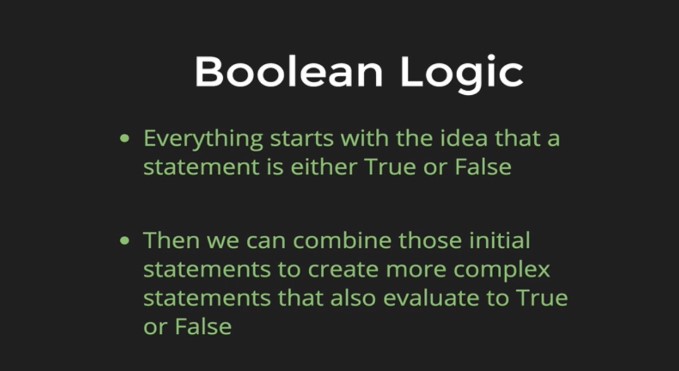 Boolean Logic
• Everything starts with the idea that a
statement is either True or False
• Then we can combine those initial
statements to create more complex
statements that also evaluate to True
or False